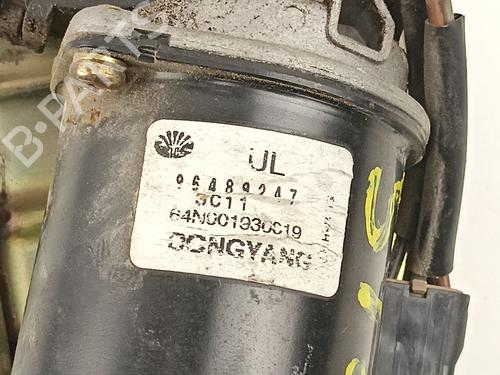 B-PARTS
UL
96489247
3C11
64N001930C19
DONGYANG